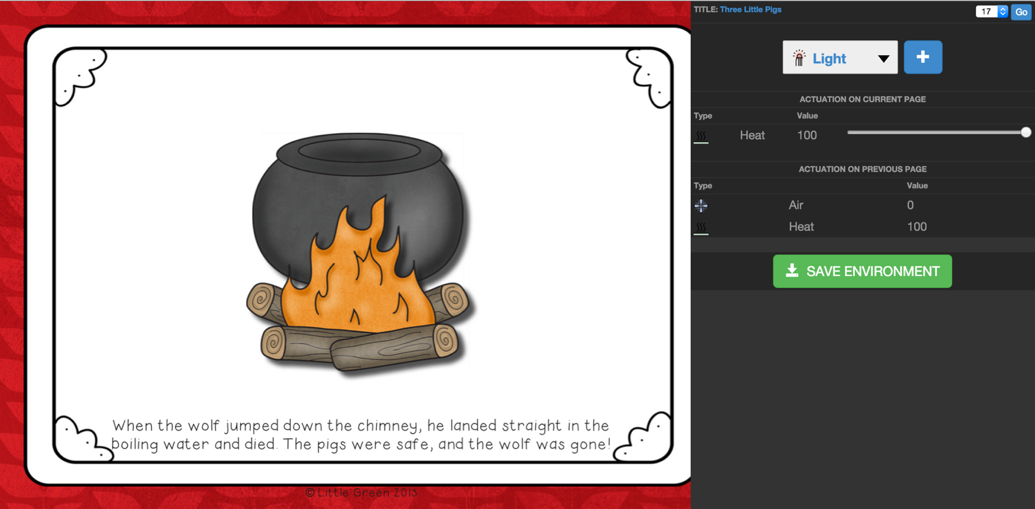 When the wolf jumped down the chimney, he landed straight in the
boiling water and died. The pigs were safe, and the wolf was gone!
© Little Green 2013
TITLE: Three Little Pigs
17
Go
Light
+
ACTUATION ON CURRENT PAGE
Type Value
Heat 100
ACTUATION ON PREVIOUS PAGE
Type Value
Air 0
Heat 100
SAVE ENVIRONMENT